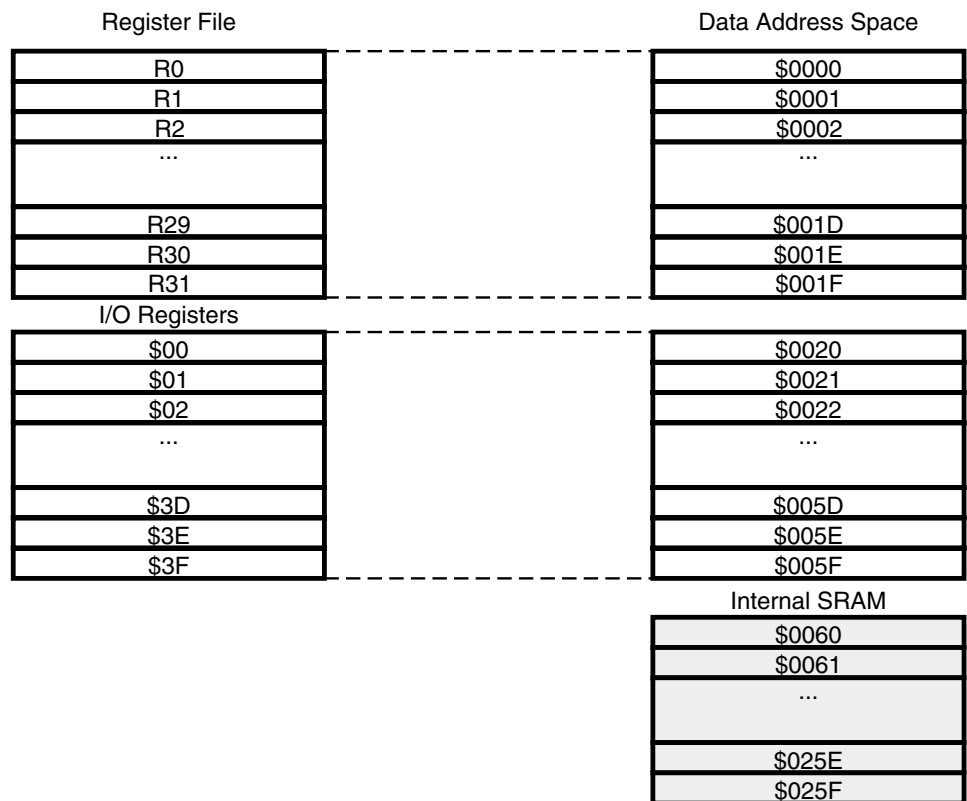 Register File
Data Address Space
R0
$0000
R1
$0001
R2
$0002
...
...
R29
$001D
R30
$001E
R31
$001F
I/O Registers
$00
$0020
$01
$0021
$02
$0022
...
...
$3D
$005D
$3E
$005E
$3F
$005F
Internal SRAM
$0060
$0061
...
$025E
$025F